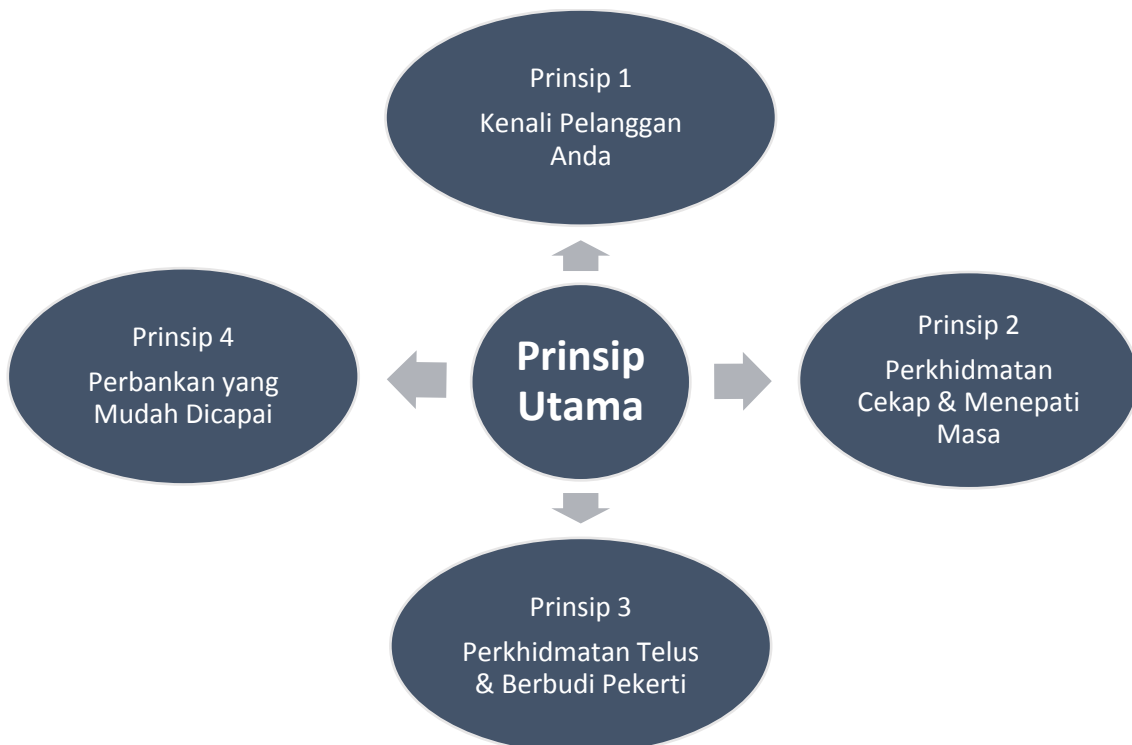 Prinsip 1
Kenali Pelanggan
Anda
Prinsip 4
Perbankan yang
Mudah Dicapai
Prinsip
Utama
Prinsip 2
Perkhidmatan
Cekap & Menepati
Masa
Prinsip 3
Perkhidmatan Telus
& Berbudi Pekerti